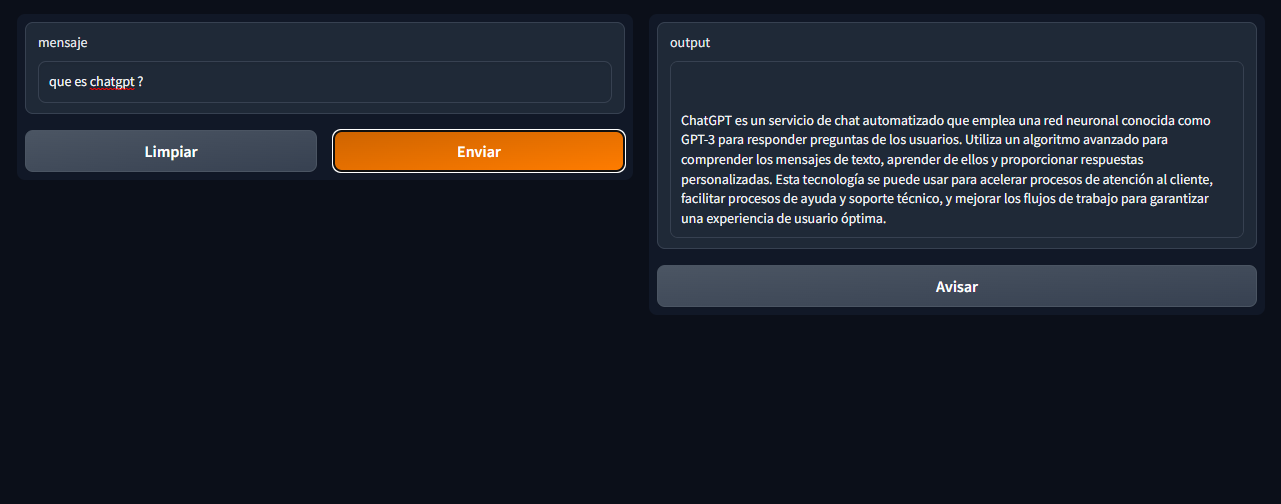 mensaje
que es chatgpt ?
Limpiar
Enviar
output
ChatGPT es un servicio de chat automatizado que emplea una red neuronal conocida como
GPT-3 para responder preguntas de los usuarios. Utiliza un algoritmo avanzado para
comprender los mensajes de texto, aprender de ellos y proporcionar respuestas
personalizadas. Esta tecnología se puede usar para acelerar procesos de atención al cliente,
facilitar procesos de ayuda y soporte técnico, y mejorar los flujos de trabajo para garantizar
una experiencia de usuario óptima.
Avisar